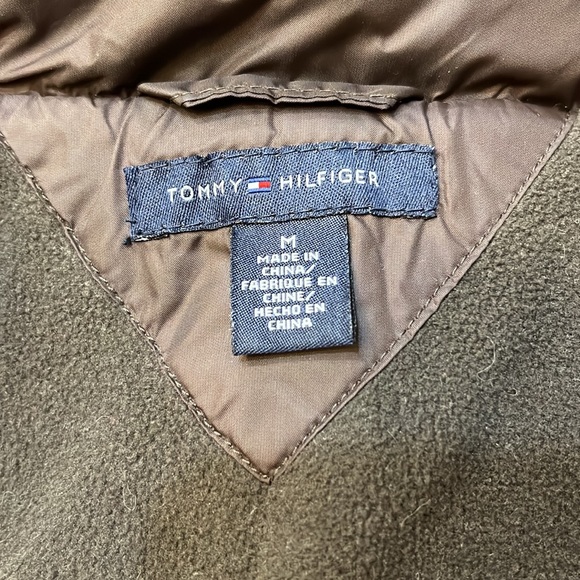 TOMMY HILFIGER
M
MADE IN
CHINA/
FABRIQUE EN
CHINE/
HECHO EN
CHINA